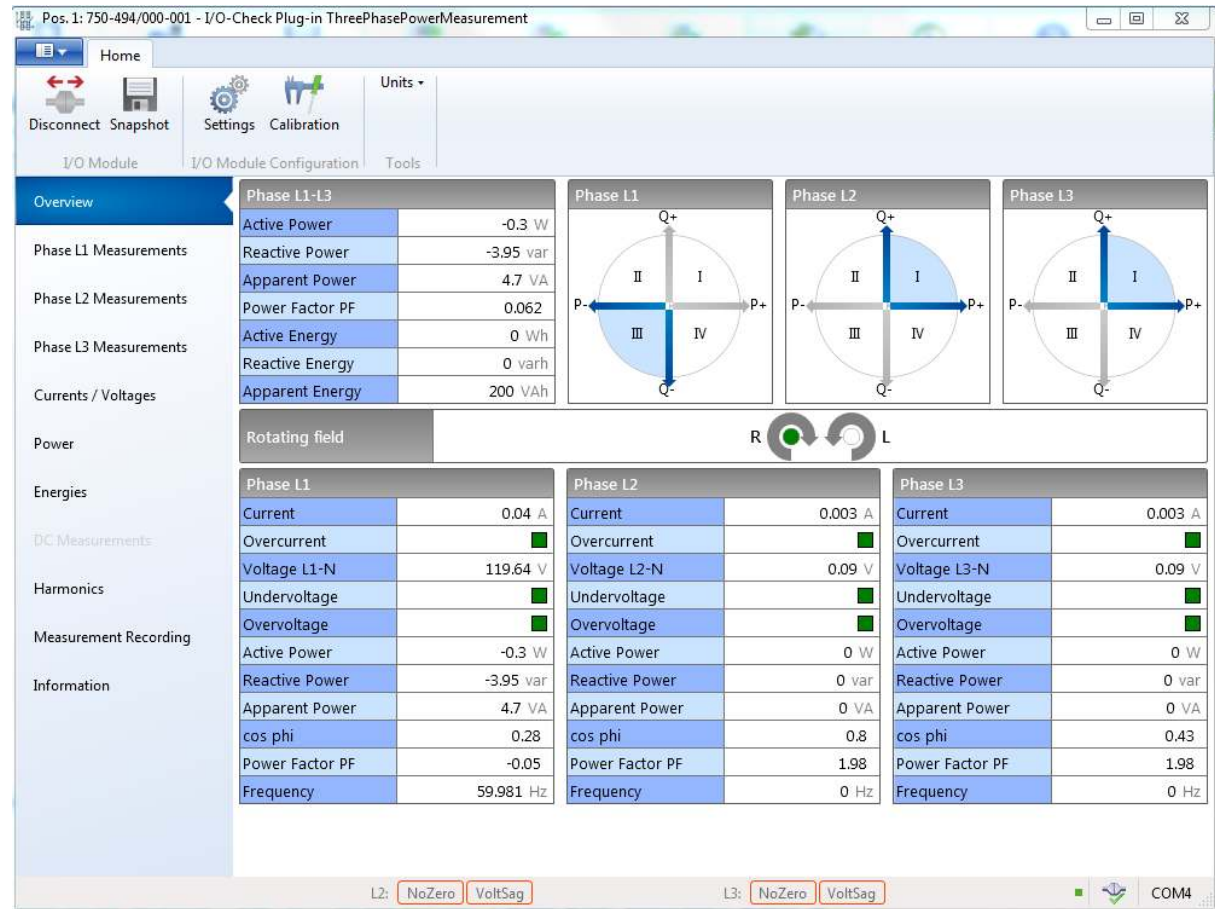 Pos. 1: 750-494/000-001 - I/O-Check Plug-in ThreePhasePowerMeasurement
Home
Disconnect Snapshot Settings Calibration Units
I/O Module I/O Module Configuration Tools
Overview
Phase L1 Measurements
Phase L2 Measurements
Phase L3 Measurements
Currents / Voltages
Power
Energies
DC Measurements
Harmonics
Measurement Recording
Information
Phase L1-L3
Active Power -0.3 W
Reactive Power -3.95 var
Apparent Power 4.7 VA
Power Factor PF 0.062
Active Energy 0 Wh
Reactive Energy 0 varh
Apparent Energy 200 VAh
Phase L1
Q+
II I
P- P+
III IV
Q-
Phase L2
Q+
II I
P- P+
III IV
Q-
Phase L3
Q+
II I
P- P+
III IV
Q-
Rotating field R L
Phase L1
Current 0.04 A
Overcurrent
Voltage L1-N 119.64 V
Undervoltage
Overvoltage
Active Power -0.3 W
Reactive Power -3.95 var
Apparent Power 4.7 VA
cos phi 0.28
Power Factor PF -0.05
Frequency 59.981 Hz
Phase L2
Current 0.003 A
Overcurrent
Voltage L2-N 0.09 V
Undervoltage
Overvoltage
Active Power 0 W
Reactive Power 0 var
Apparent Power 0 VA
cos phi 0.8
Power Factor PF 1.98
Frequency 0 Hz
Phase L3
Current 0.003 A
Overcurrent
Voltage L3-N 0.09 V
Undervoltage
Overvoltage
Active Power 0 W
Reactive Power 0 var
Apparent Power 0 VA
cos phi 0.43
Power Factor PF 1.98
Frequency 0 Hz
L2: NoZero VoltSag L3: NoZero VoltSag COM4